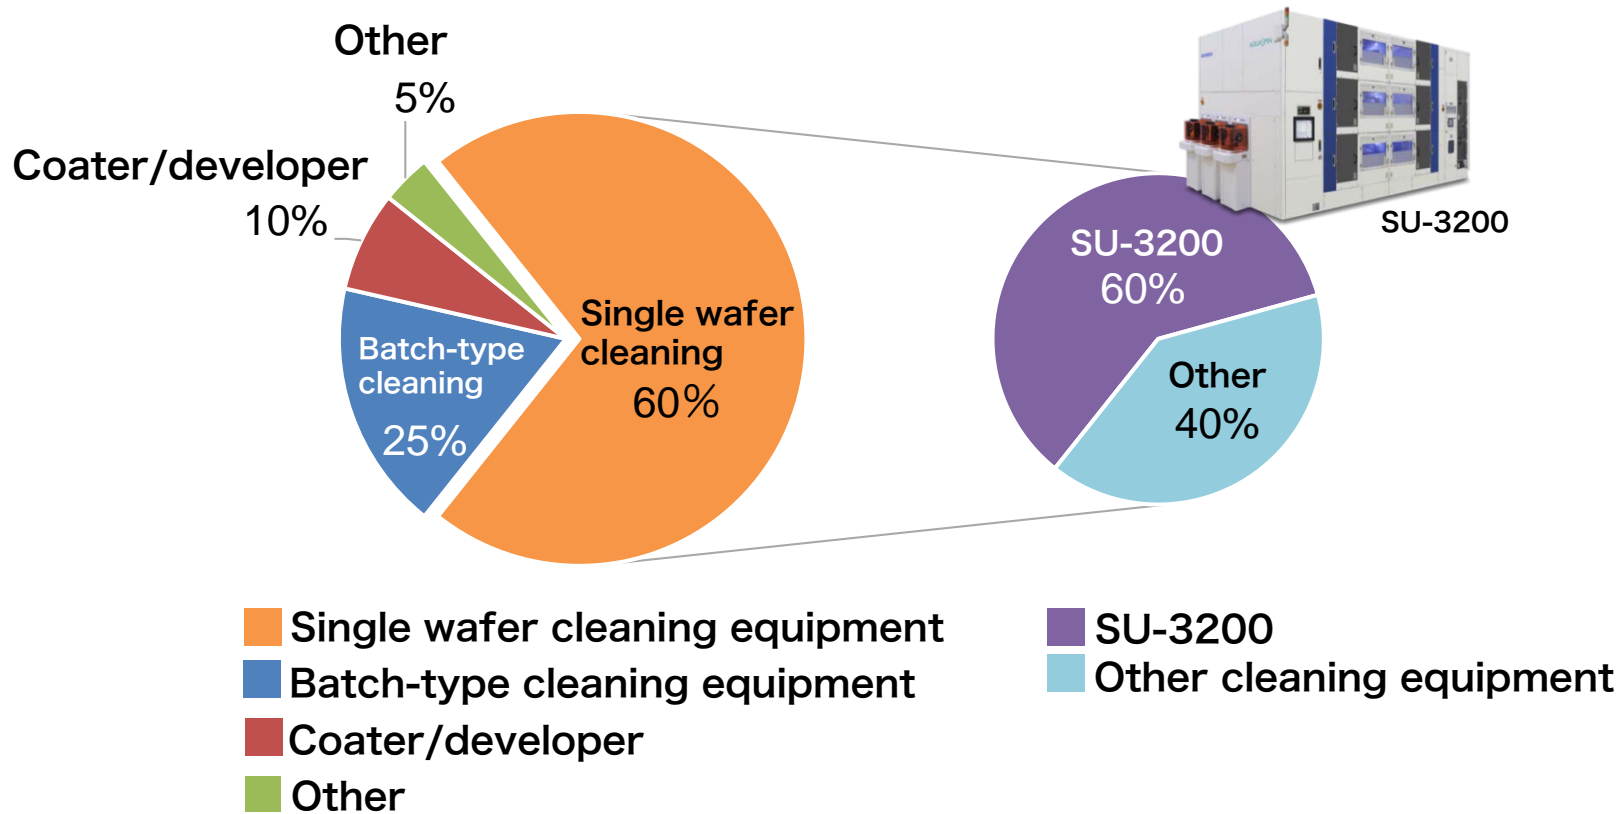 Other
5%
Coater/developer
10%
Batch-type
cleaning
25%
Single wafer
cleaning
60%
SU-3200
60%
Other
40%
SU-3200
Single wafer cleaning equipment
Batch-type cleaning equipment
Coater/developer
Other
SU-3200
Other cleaning equipment